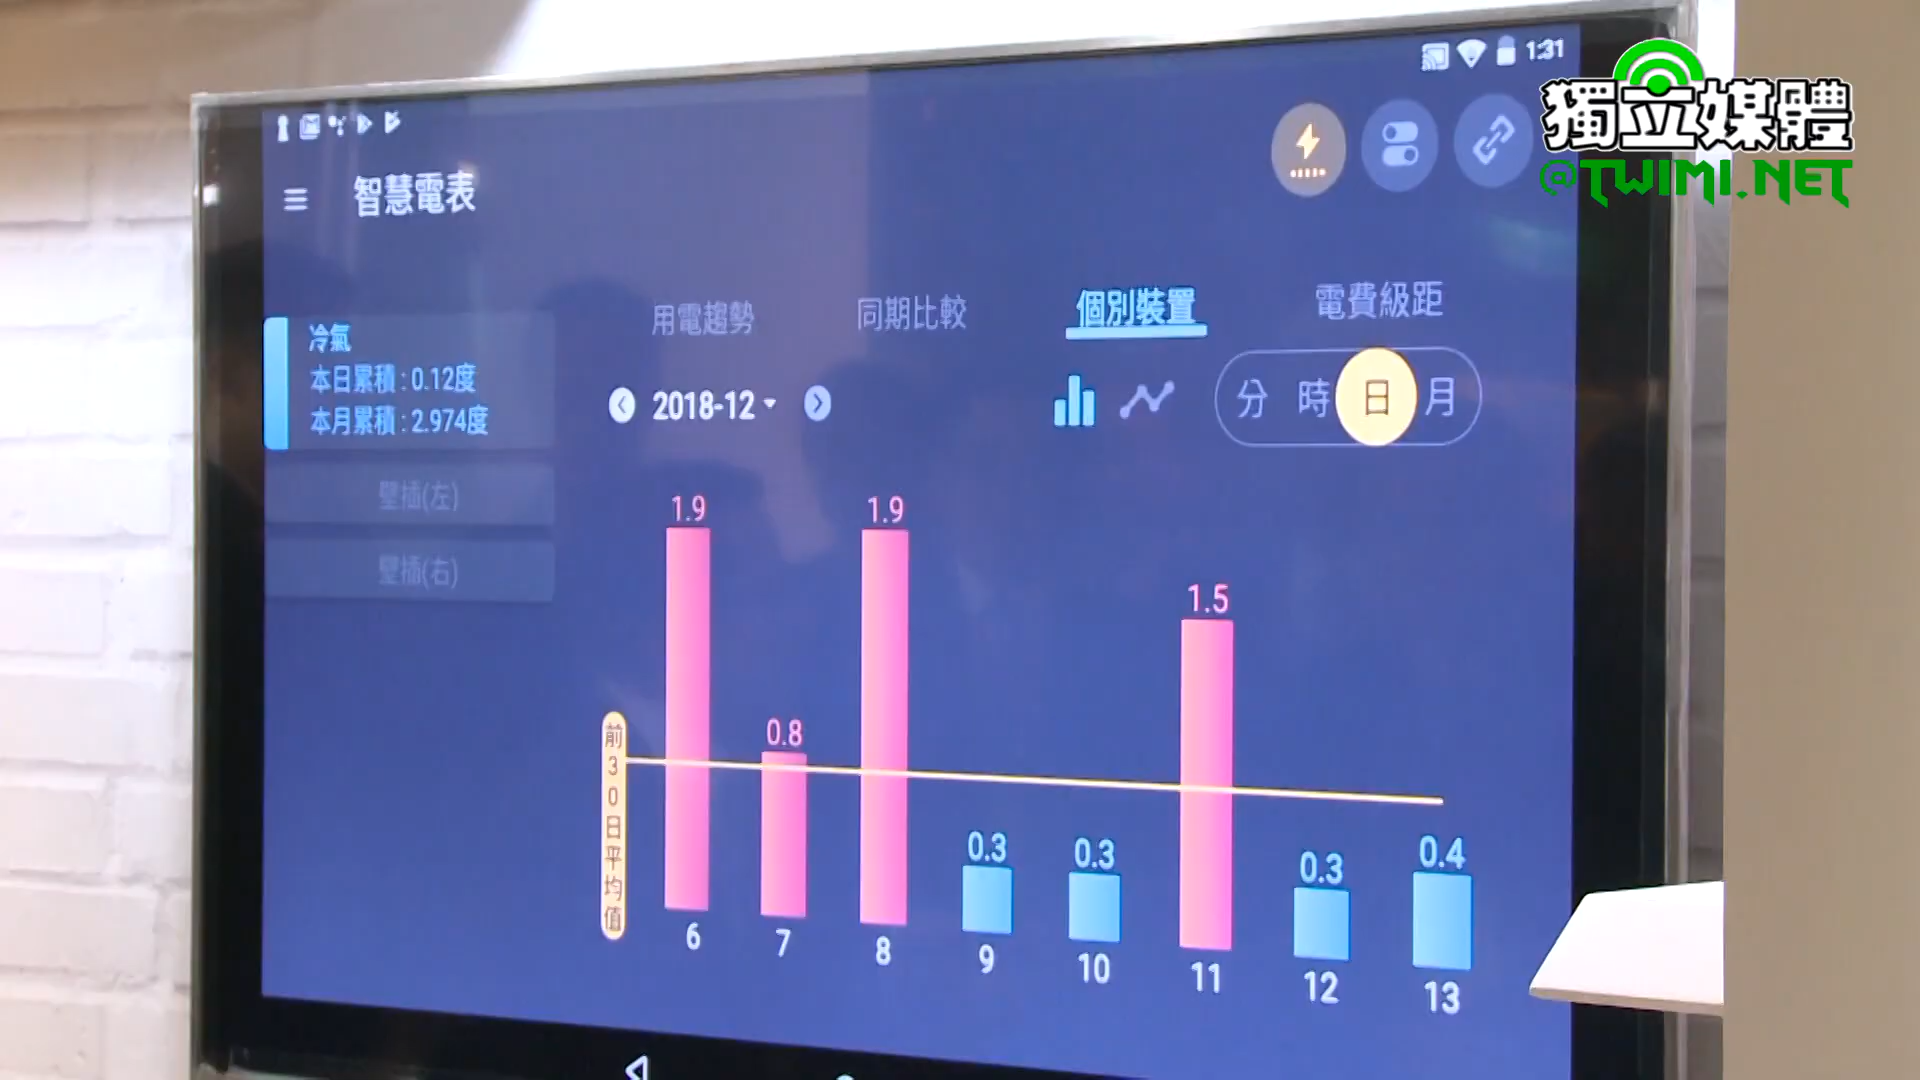 1:31
獨立媒體
@TWIMI.NET
智慧電表
用電趨勢 同期比較 個別裝置 電費級距
冷氣
本日累積 : 0.12度
本月累積 : 2.974度
壁插(左)
壁插(右)
2018-12
分 時 日 月
1.9 0.8 1.9 0.3 0.3 1.5 0.3 0.4
前30日平均值
6 7 8 9 10 11 12 13